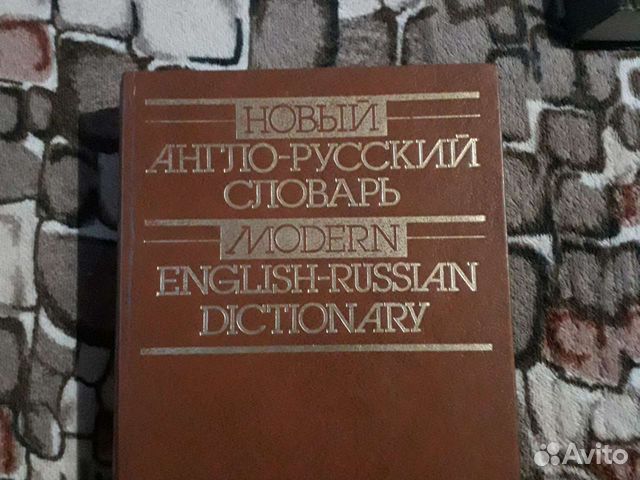 НОВЫЙ
АНГЛО-РУССКИЙ
СЛОВАРЬ
MODERN
ENGLISH-RUSSIAN
DICTIONARY
Avito